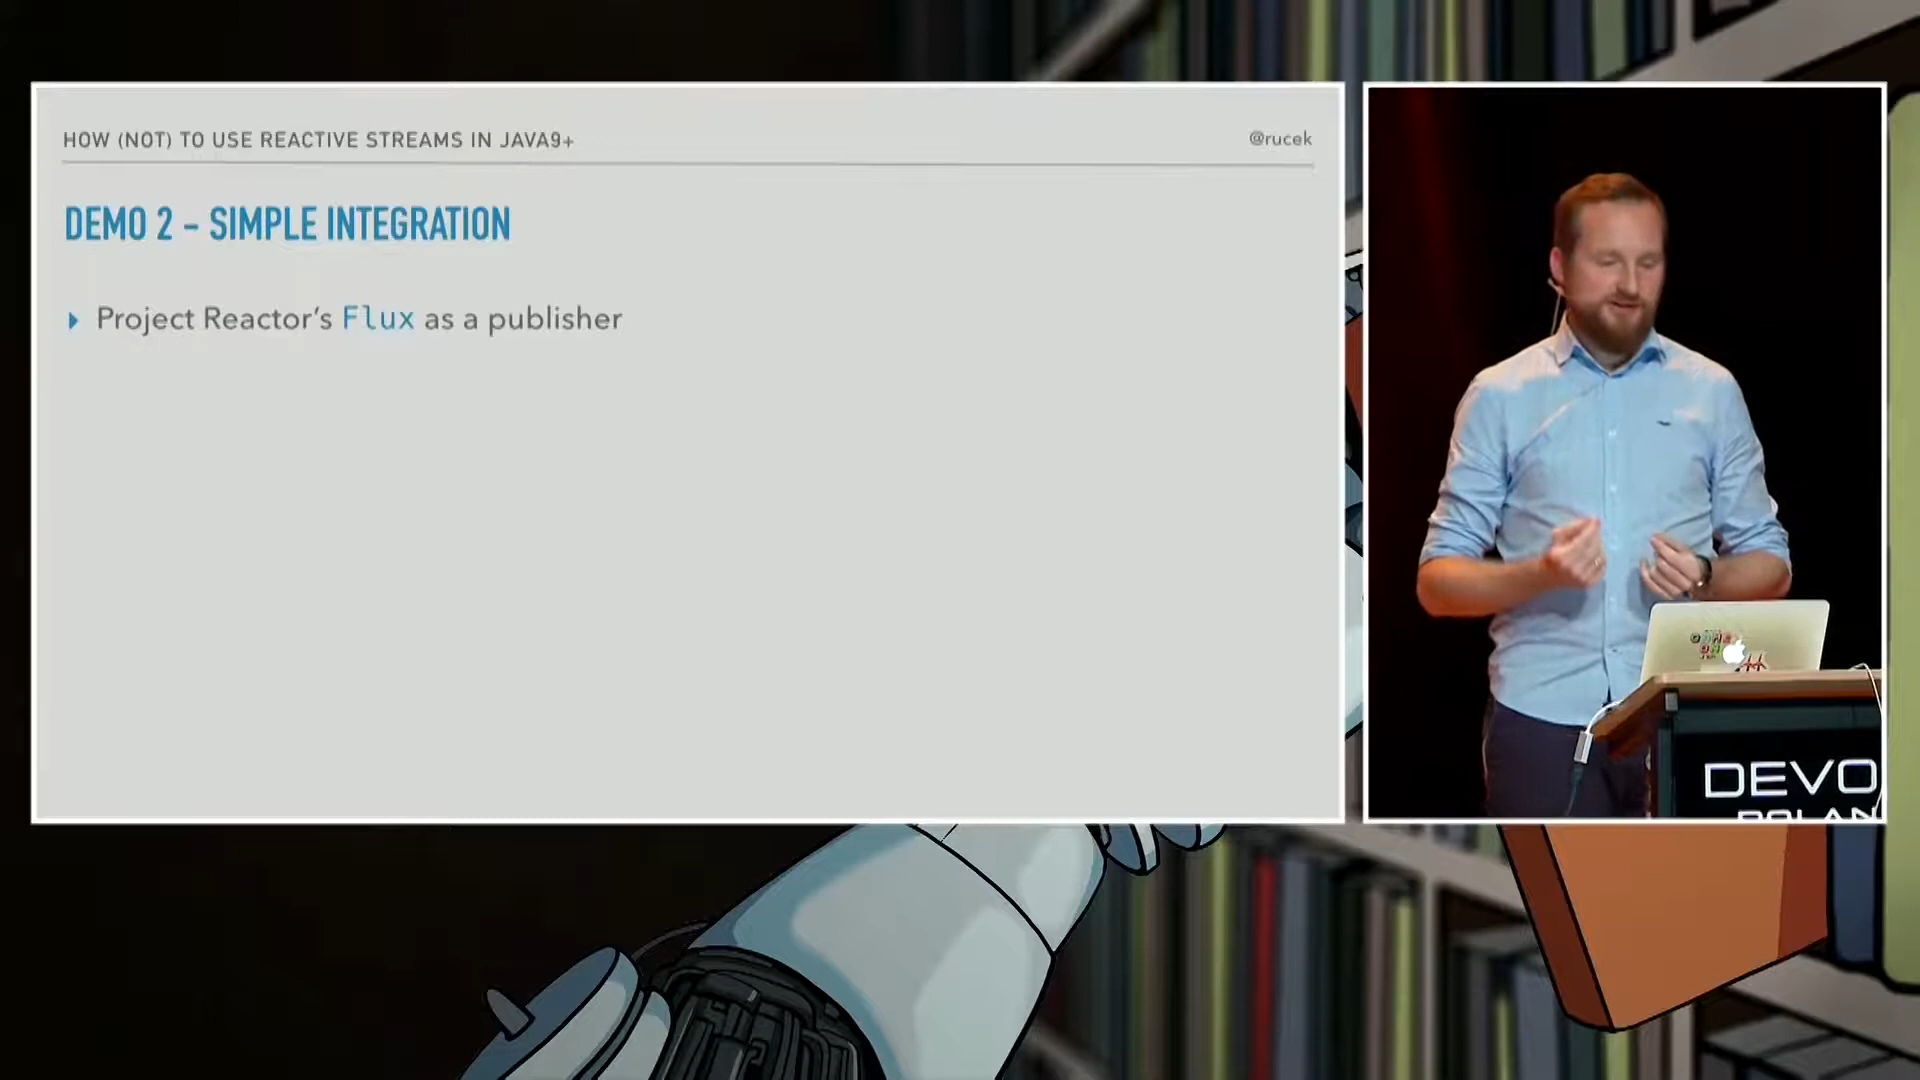 HOW (NOT) TO USE REACTIVE STREAMS IN JAVA9+
@rucek
DEMO 2 – SIMPLE INTEGRATION
Project Reactor's Flux as a publisher
DEVO
POLAN